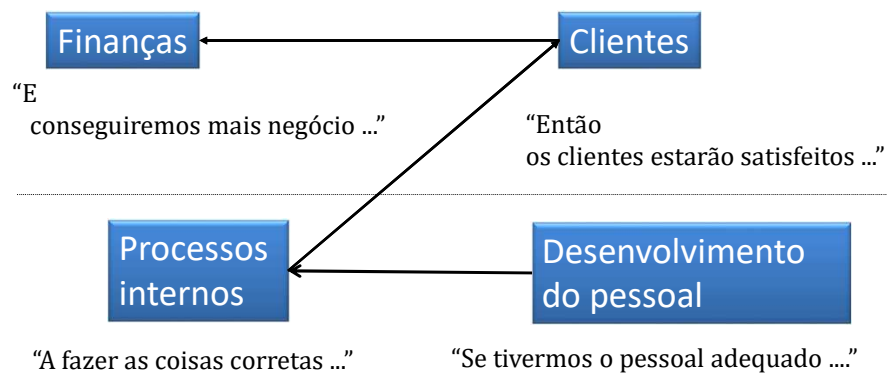 Finanças
Clientes
“E
conseguiremos mais negócio ...”
“Então
os clientes estarão satisfeitos ...”
Processos
internos
Desenvolvimento
do pessoal
“A fazer as coisas corretas ...”
“Se tivermos o pessoal adequado ....”